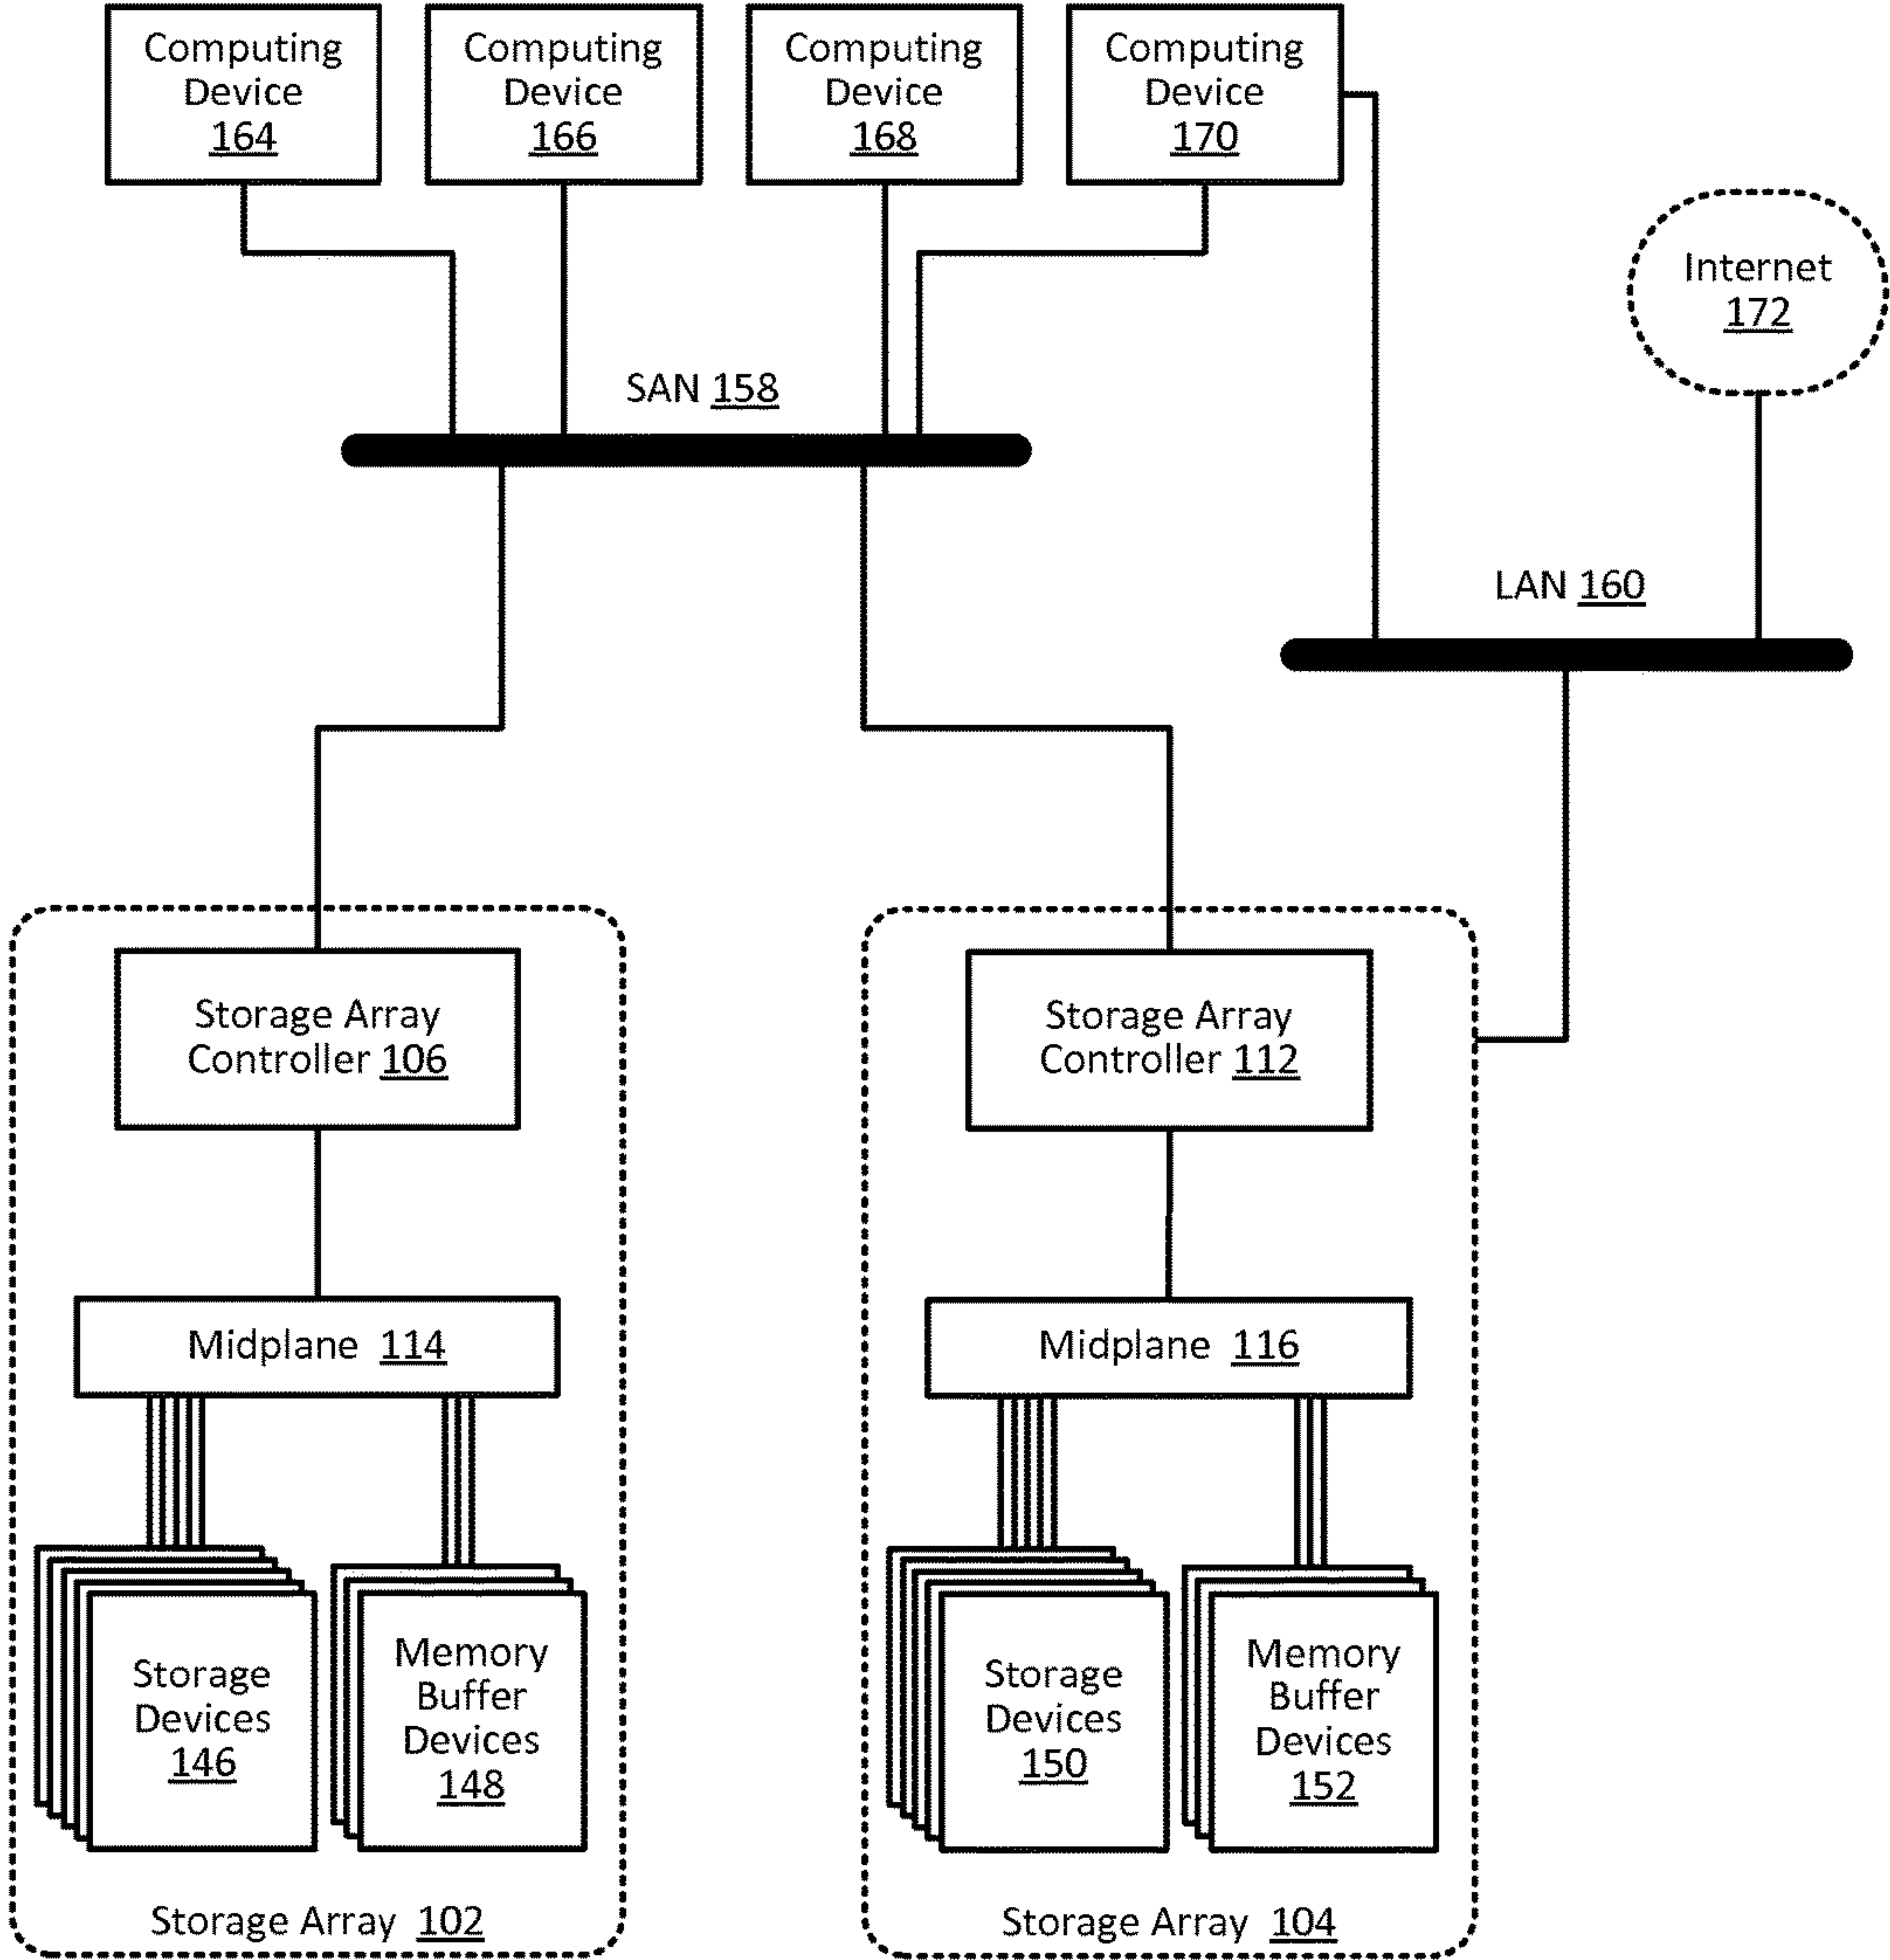 Computing
Device
164
Computing
Device
166
Computing
Device
168
Computing
Device
170
Internet
172
SAN 158
LAN 160
Storage Array
Controller 106
Storage Array
Controller 112
Midplane 114
Midplane 116
Storage
Devices
146
Memory
Buffer
Devices
148
Storage
Devices
150
Memory
Buffer
Devices
152
Storage Array 102
Storage Array 104